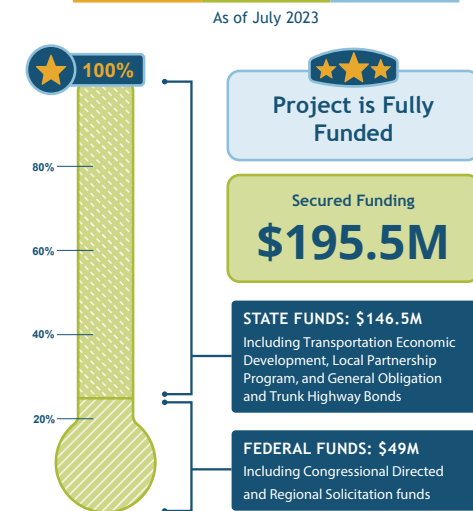 As of July 2023
100%
80%
60%
40%
20%
Project is Fully
Funded
Secured Funding
$195.5M
STATE FUNDS: $146.5M
Including Transportation Economic
Development, Local Partnership
Program, and General Obligation
and Trunk Highway Bonds
FEDERAL FUNDS: $49M
Including Congressional Directed
and Regional Solicitation funds